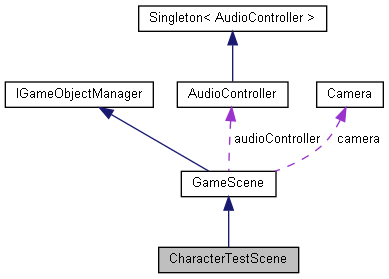 Singleton< AudioController >
IGameObjectManager
AudioController
Camera
audioController
camera
GameScene
CharacterTestScene